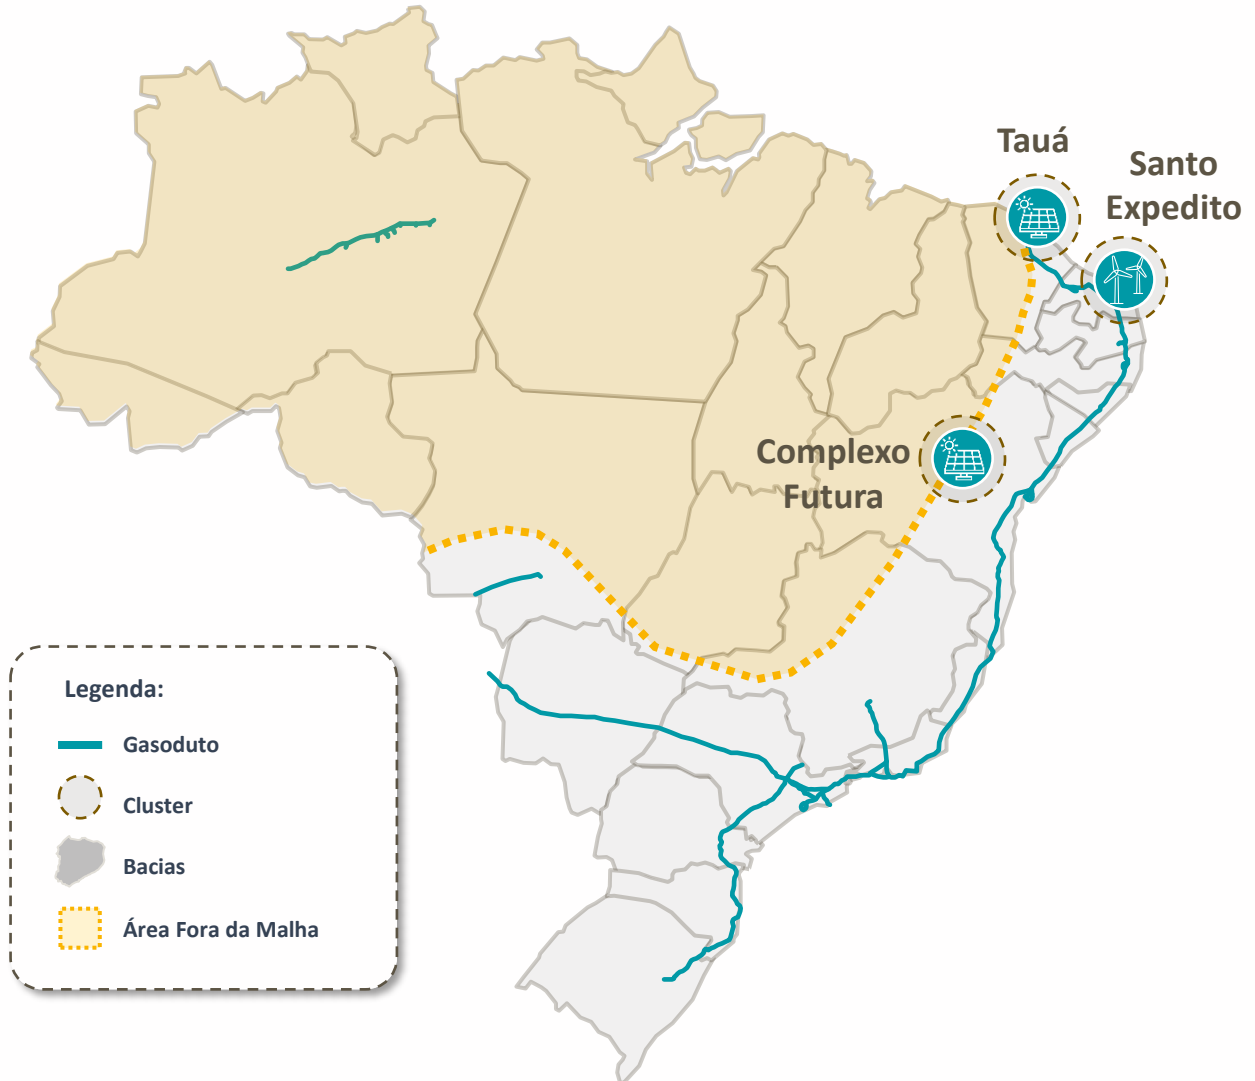 Tauá
Santo
Expedito
Complexo
Futura
Legenda:
Gasoduto
Cluster
Bacias
Área Fora da Malha